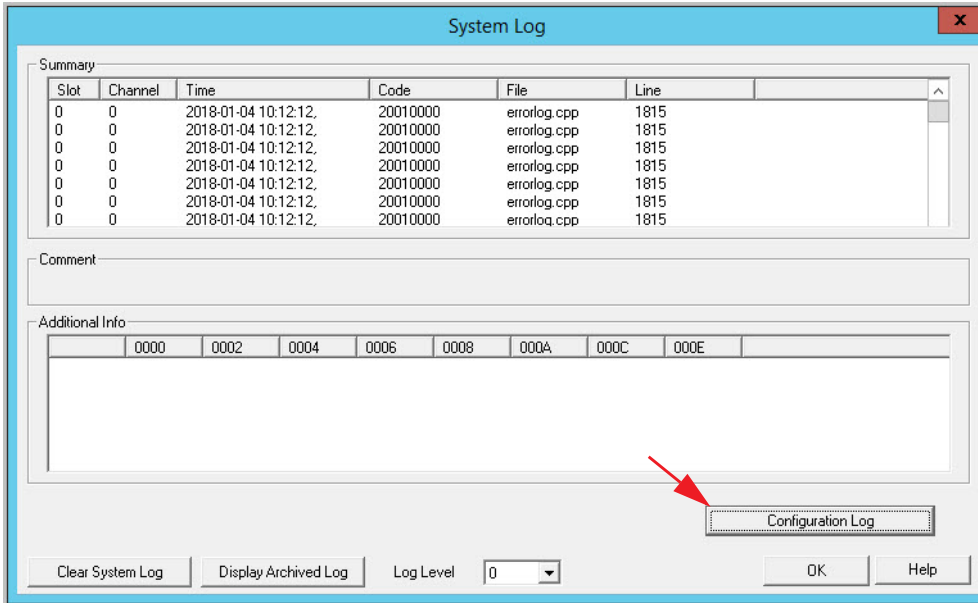 System Log
x
Summary
Slot Channel Time Code File Line
0 0 2018-01-04 10:12:12, 20010000 errorlog.cpp 1815
0 0 2018-01-04 10:12:12, 20010000 errorlog.cpp 1815
0 0 2018-01-04 10:12:12, 20010000 errorlog.cpp 1815
0 0 2018-01-04 10:12:12, 20010000 errorlog.cpp 1815
0 0 2018-01-04 10:12:12, 20010000 errorlog.cpp 1815
0 0 2018-01-04 10:12:12, 20010000 errorlog.cpp 1815
0 0 2018-01-04 10:12:12, 20010000 errorlog.cpp 1815
Comment
Additional Info
0000 0002 0004 0006 0008 000A 000C 000E
Configuration Log
Clear System Log Display Archived Log Log Level 0 OK Help